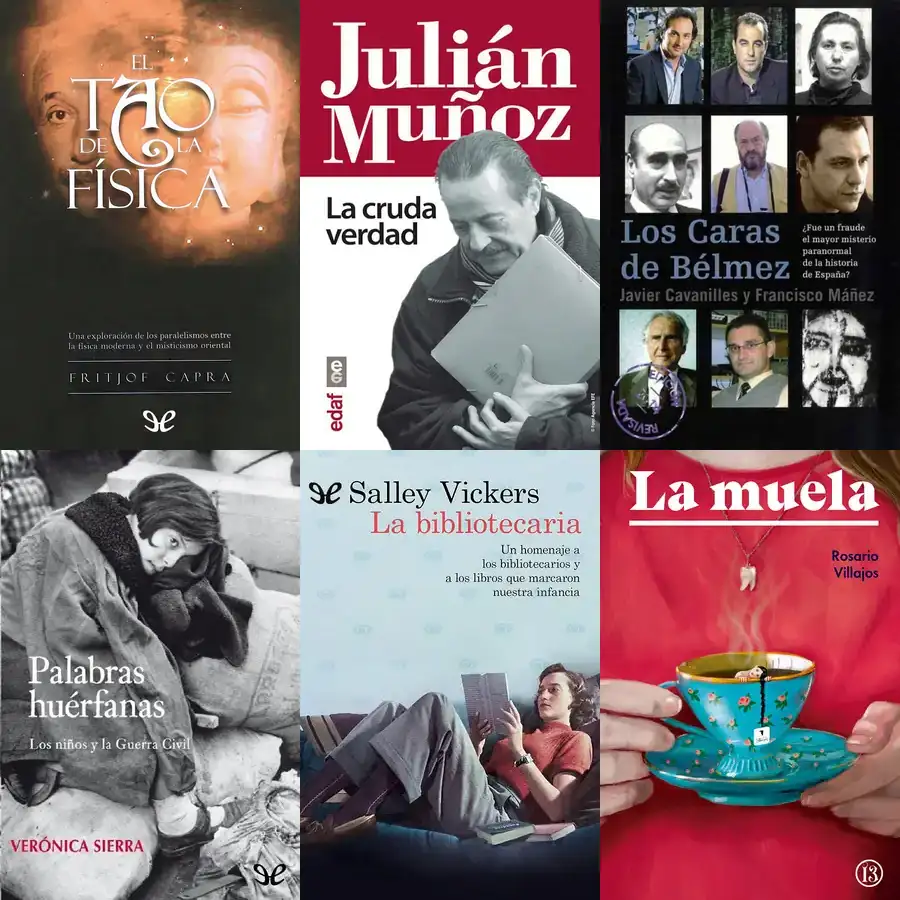 EL
TAO
DE LA
FÍSICA
Una exploración de los paralelismos entre
la física moderna y el misticismo oriental
FRITJOF CAPRA
Julián
Muñoz
La cruda
verdad
edaf
Los Caras
de Bélmez
¿Fue un fraude
el mayor misterio
paranormal
de la historia
de España?
Javier Cavanilles y Francisco Máñez
REVISADA
Palabras
huérfanas
Los niños y la Guerra Civil
VERÓNICA SIERRA
Salley Vickers
La bibliotecaria
Un homenaje a
los bibliotecarios y
a los libros que marcaron
nuestra infancia
La muela
Rosario
Villajos
13